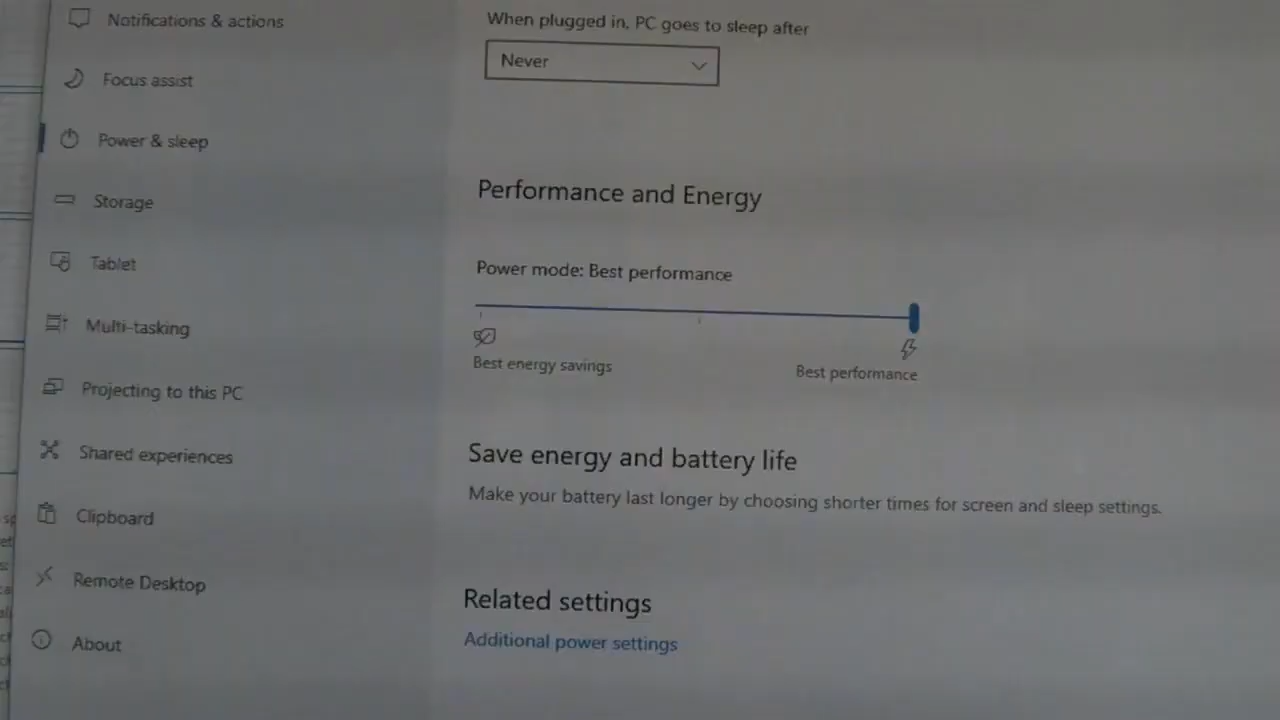 Notifications & actions
Focus assist
Power & sleep
Storage
Tablet
Multi-tasking
Projecting to this PC
Shared experiences
Clipboard
Remote Desktop
About
When plugged in, PC goes to sleep after
Never
Performance and Energy
Power mode: Best performance
Best energy savings
Best performance
Save energy and battery life
Make your battery last longer by choosing shorter times for screen and sleep settings.
Related settings
Additional power settings